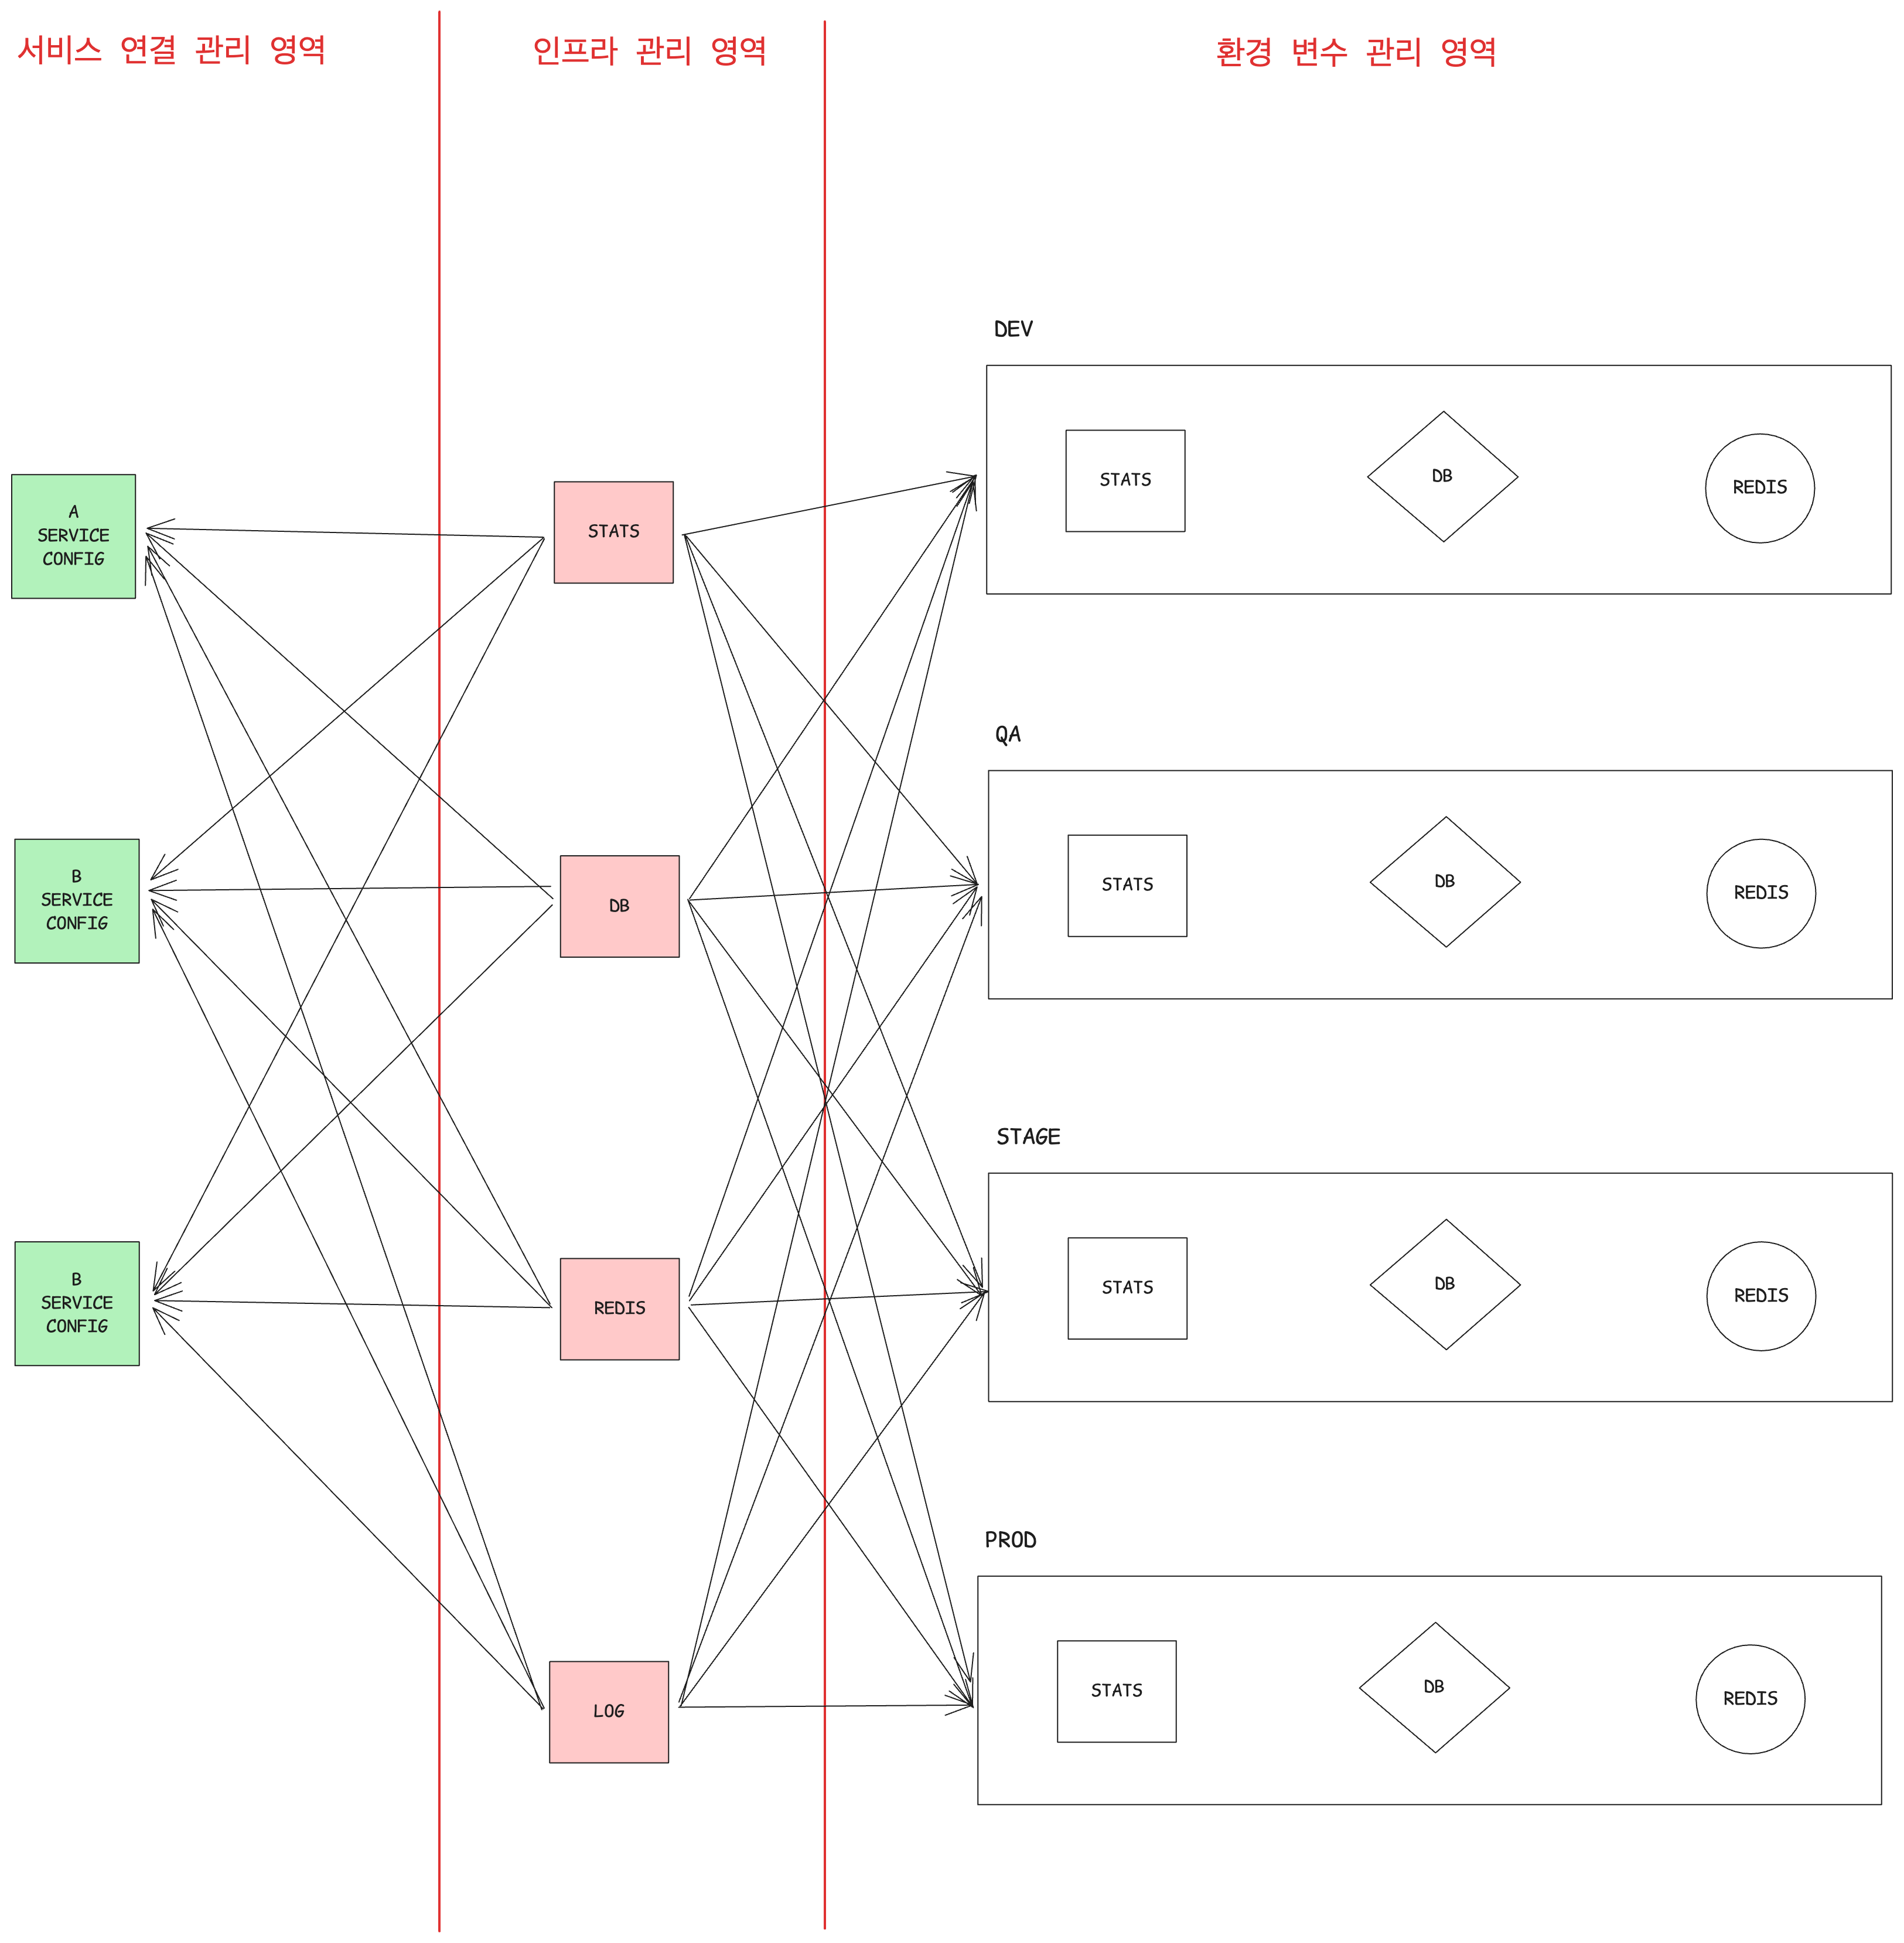 서비스 연결 관리 영역
인프라 관리 영역
환경 변수 관리 영역
A
SERVICE
CONFIG
B
SERVICE
CONFIG
B
SERVICE
CONFIG
STATS
DB
REDIS
LOG
DEV
STATS
DB
REDIS
QA
STATS
DB
REDIS
STAGE
STATS
DB
REDIS
PROD
STATS
DB
REDIS